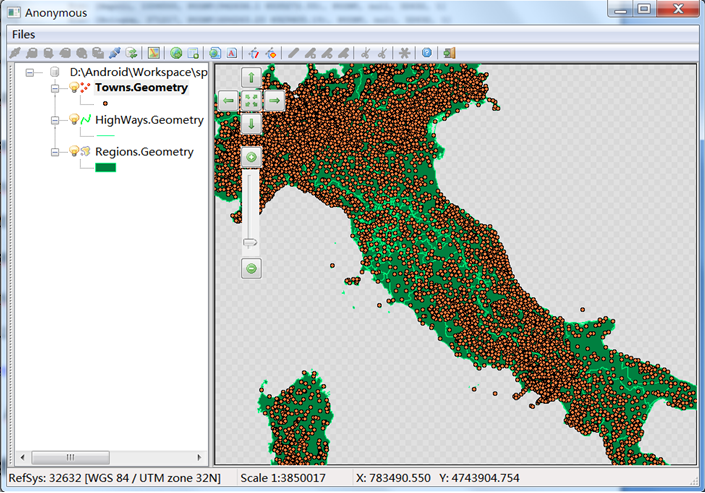 Anonymous
Files
D:\Android\Workspace\sp
Towns.Geometry
HighWays.Geometry
Regions.Geometry
RefSys: 32632 [WGS 84 / UTM zone 32N] Scale 1:3850017 X: 783490.550 Y: 4743904.754